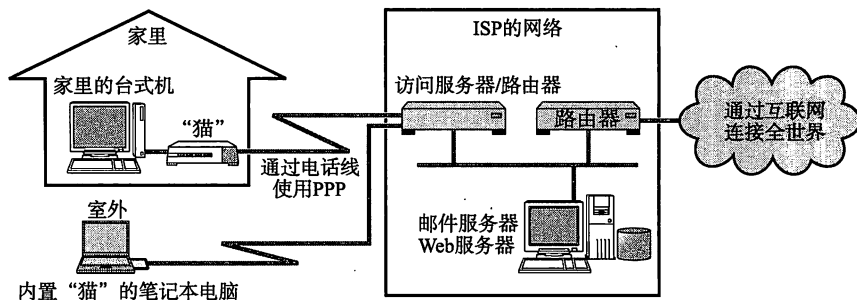 家里
家里的台式机
“猫”
通过电话线
使用PPP
室外
内置“猫”的笔记本电脑
ISP的网络
访问服务器/路由器
路由器
邮件服务器
Web服务器
通过互联网
连接全世界